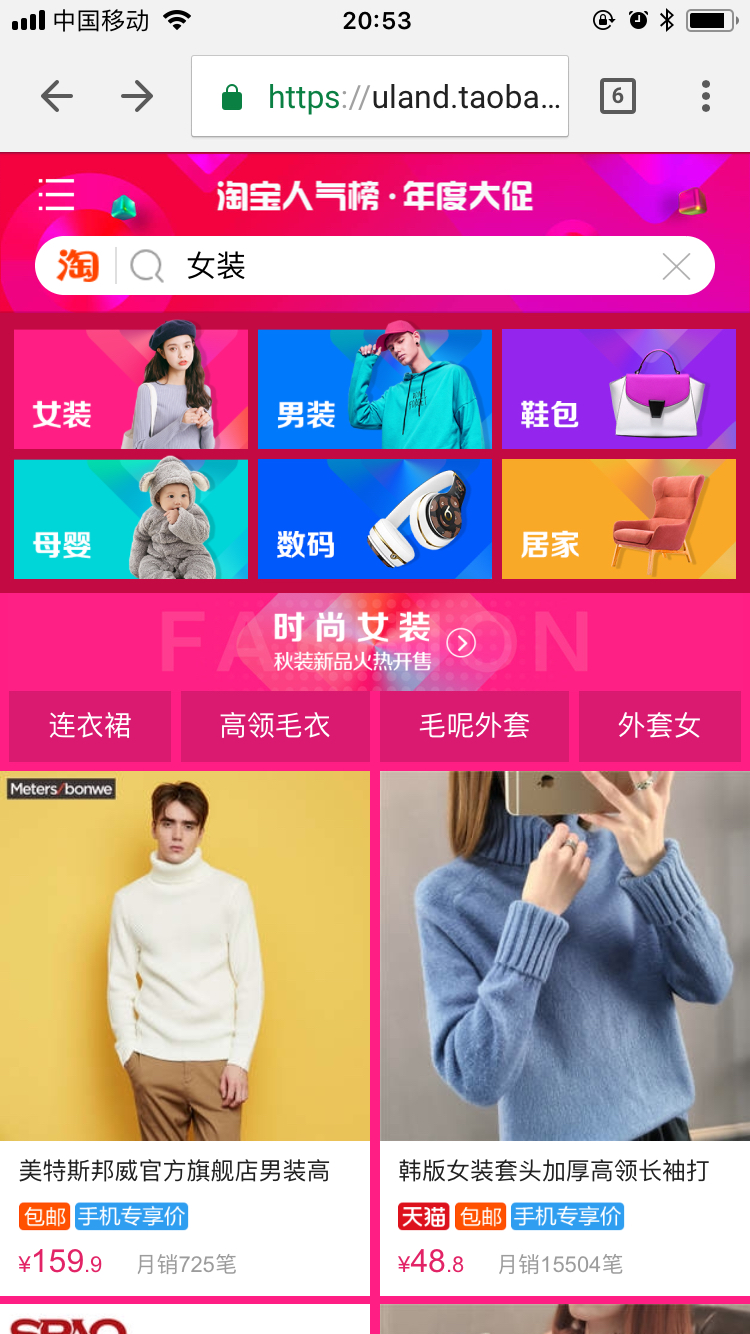 中国移动
20:53
https://uland.taoba...
6
淘宝人气榜·年度大促
淘
女装
女装
男装
鞋包
母婴
数码
居家
FASHION
时尚女装
秋装新品火热开售
连衣裙
高领毛衣
毛呢外套
外套女
Meters/bonwe
美特斯邦威官方旗舰店男装高
包邮 手机专享价
¥159.9 月销725笔
韩版女装套头加厚高领长袖打
天猫 包邮 手机专享价
¥48.8 月销15504笔
SPAO